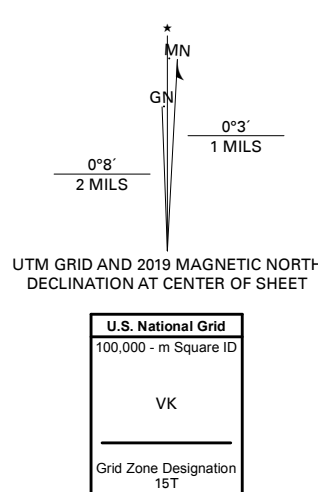 ★
MN
GN
0°3´
1 MILS
0°8´
2 MILS
UTM GRID AND 2019 MAGNETIC NORTH
DECLINATION AT CENTER OF SHEET
U.S. National Grid
100,000 - m Square ID
VK
Grid Zone Designation
15T